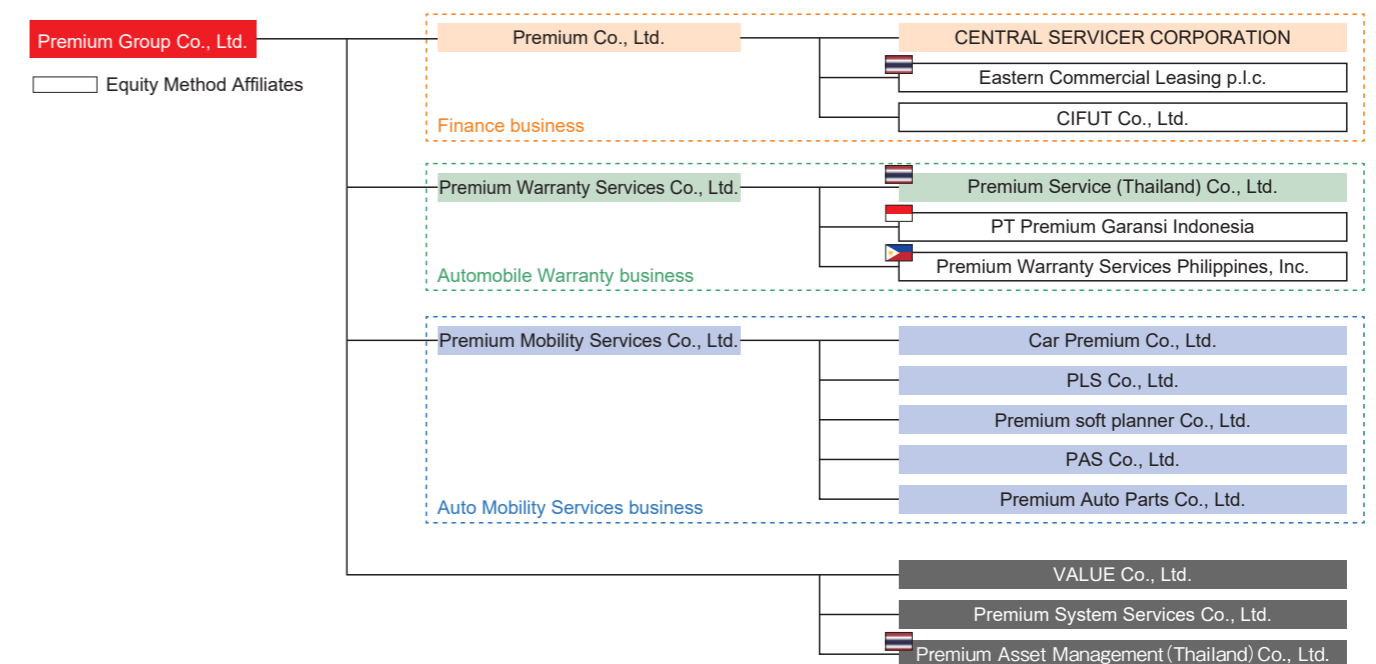 Premium Group Co., Ltd.
Equity Method Affiliates
Premium Co., Ltd.
CENTRAL SERVICER CORPORATION
Eastern Commercial Leasing p.l.c.
CIFUT Co., Ltd.
Finance business
Premium Warranty Services Co., Ltd.
Premium Service (Thailand) Co., Ltd.
PT Premium Garansi Indonesia
Premium Warranty Services Philippines, Inc.
Automobile Warranty business
Premium Mobility Services Co., Ltd.
Car Premium Co., Ltd.
PLS Co., Ltd.
Premium soft planner Co., Ltd.
PAS Co., Ltd.
Premium Auto Parts Co., Ltd.
Auto Mobility Services business
VALUE Co., Ltd.
Premium System Services Co., Ltd.
Premium Asset Management（Thailand）Co., Ltd.